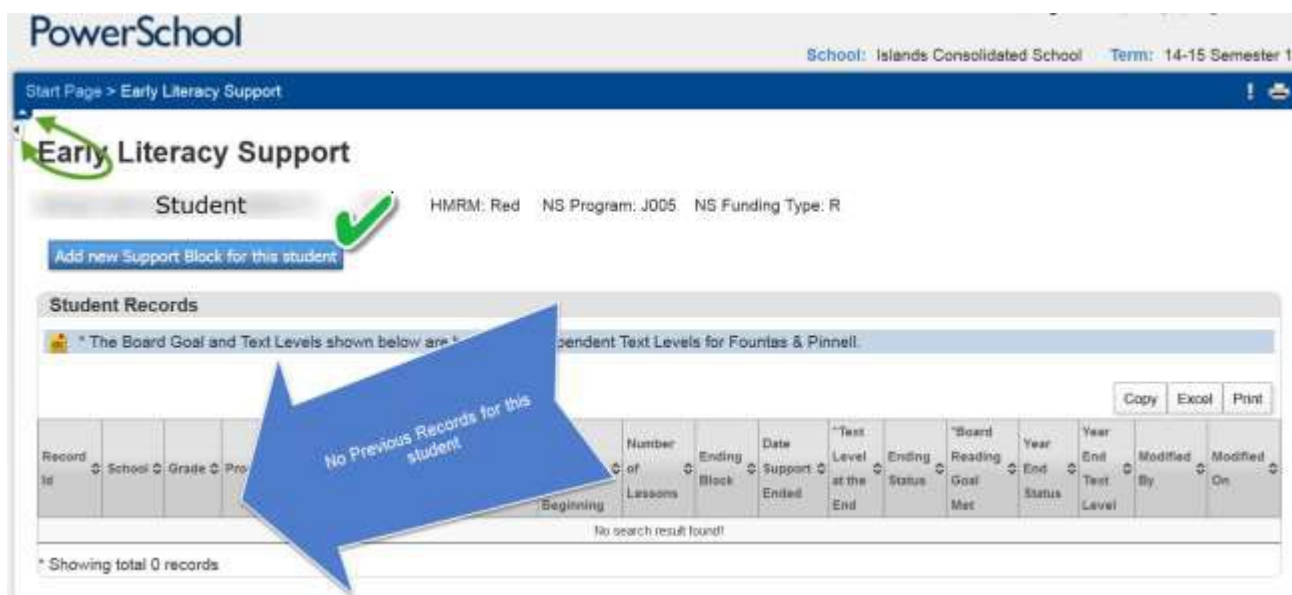 PowerSchool
School: Islands Consolidated School Term: 14-15 Semester 1
Start Page > Early Literacy Support !
Early Literacy Support
Student HMRM: Red NS Program: J005 NS Funding Type: R
Add new Support Block for this student
Student Records
* The Board Goal and Text Levels shown below are Text Levels for Fountas & Pinnell.
Copy Excel Print
Record Id School Grade Beginning Number of Lessons Ending Block Date Support Ended *Text Level at the End Ending Status *Board Reading Goal Met Year End Status Year End Text Level Modified By Modified On
No Previous Records for this
student
No search result found!
* Showing total 0 records